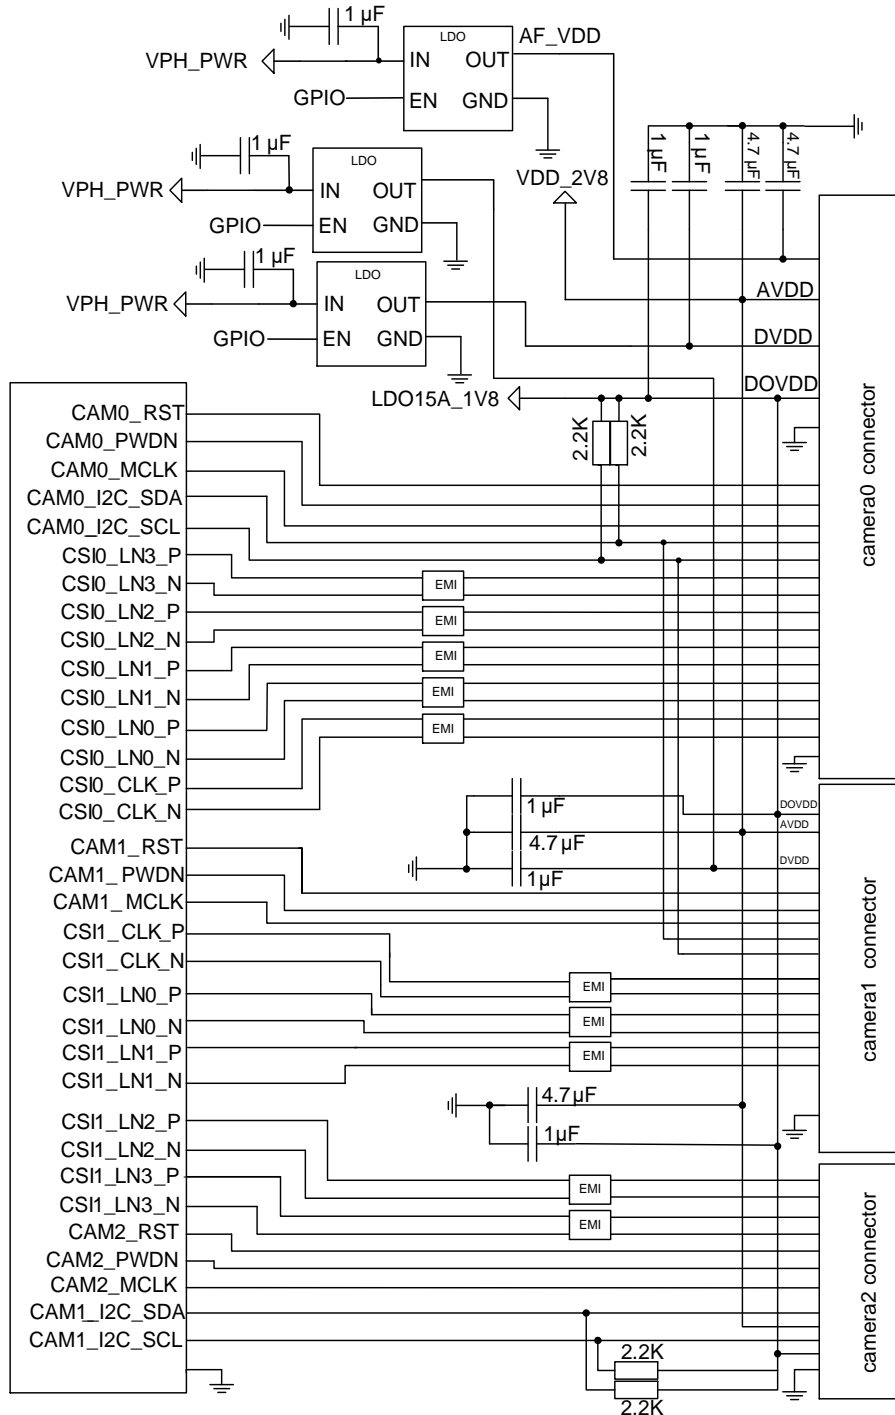 1 µF
LDO
AF_VDD
VPH_PWR
IN
OUT
GPIO
EN
GND
1 µF
1 µF
4.7 µF
4.7 µF
1 µF
LDO
VPH_PWR
IN
OUT
VDD_2V8
GPIO
EN
GND
1 µF
LDO
VPH_PWR
IN
OUT
AVDD
GPIO
EN
GND
DVDD
LDO15A_1V8
DOVDD
2.2K
2.2K
camera0 connector
CAM0_RST
CAM0_PWDN
CAM0_MCLK
CAM0_I2C_SDA
CAM0_I2C_SCL
CSI0_LN3_P
CSI0_LN3_N
EMI
CSI0_LN2_P
EMI
CSI0_LN2_N
CSI0_LN1_P
EMI
CSI0_LN1_N
EMI
CSI0_LN0_P
EMI
CSI0_LN0_N
CSI0_CLK_P
CSI0_CLK_N
1 µF
DOVDD
AVDD
4.7µF
DVDD
1µF
camera1 connector
CAM1_RST
CAM1_PWDN
CAM1_MCLK
CSI1_CLK_P
CSI1_CLK_N
EMI
CSI1_LN0_P
EMI
CSI1_LN0_N
CSI1_LN1_P
EMI
CSI1_LN1_N
4.7µF
1µF
CSI1_LN2_P
CSI1_LN2_N
CSI1_LN3_P
EMI
CSI1_LN3_N
EMI
CAM2_RST
CAM2_PWDN
CAM2_MCLK
CAM1_I2C_SDA
CAM1_I2C_SCL
camera2 connector
2.2K
2.2K